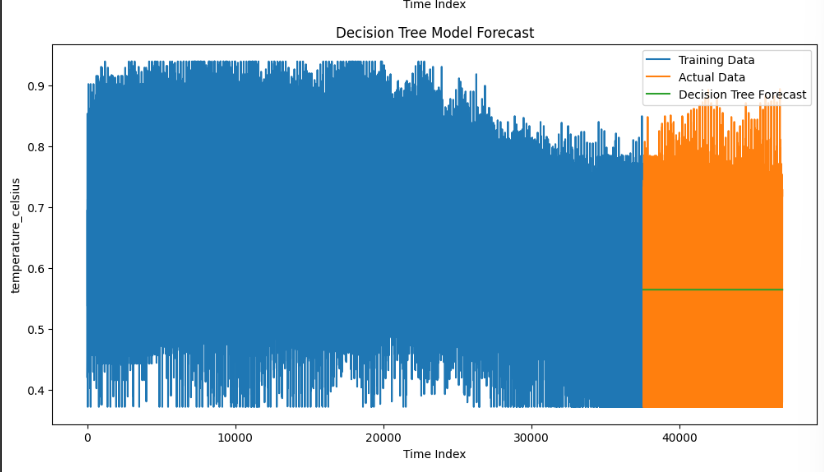 Time Index
Decision Tree Model Forecast
Training Data
Actual Data
Decision Tree Forecast
temperature_celsius
0.9
0.8
0.7
0.6
0.5
0.4
0
10000
20000
30000
40000
Time Index